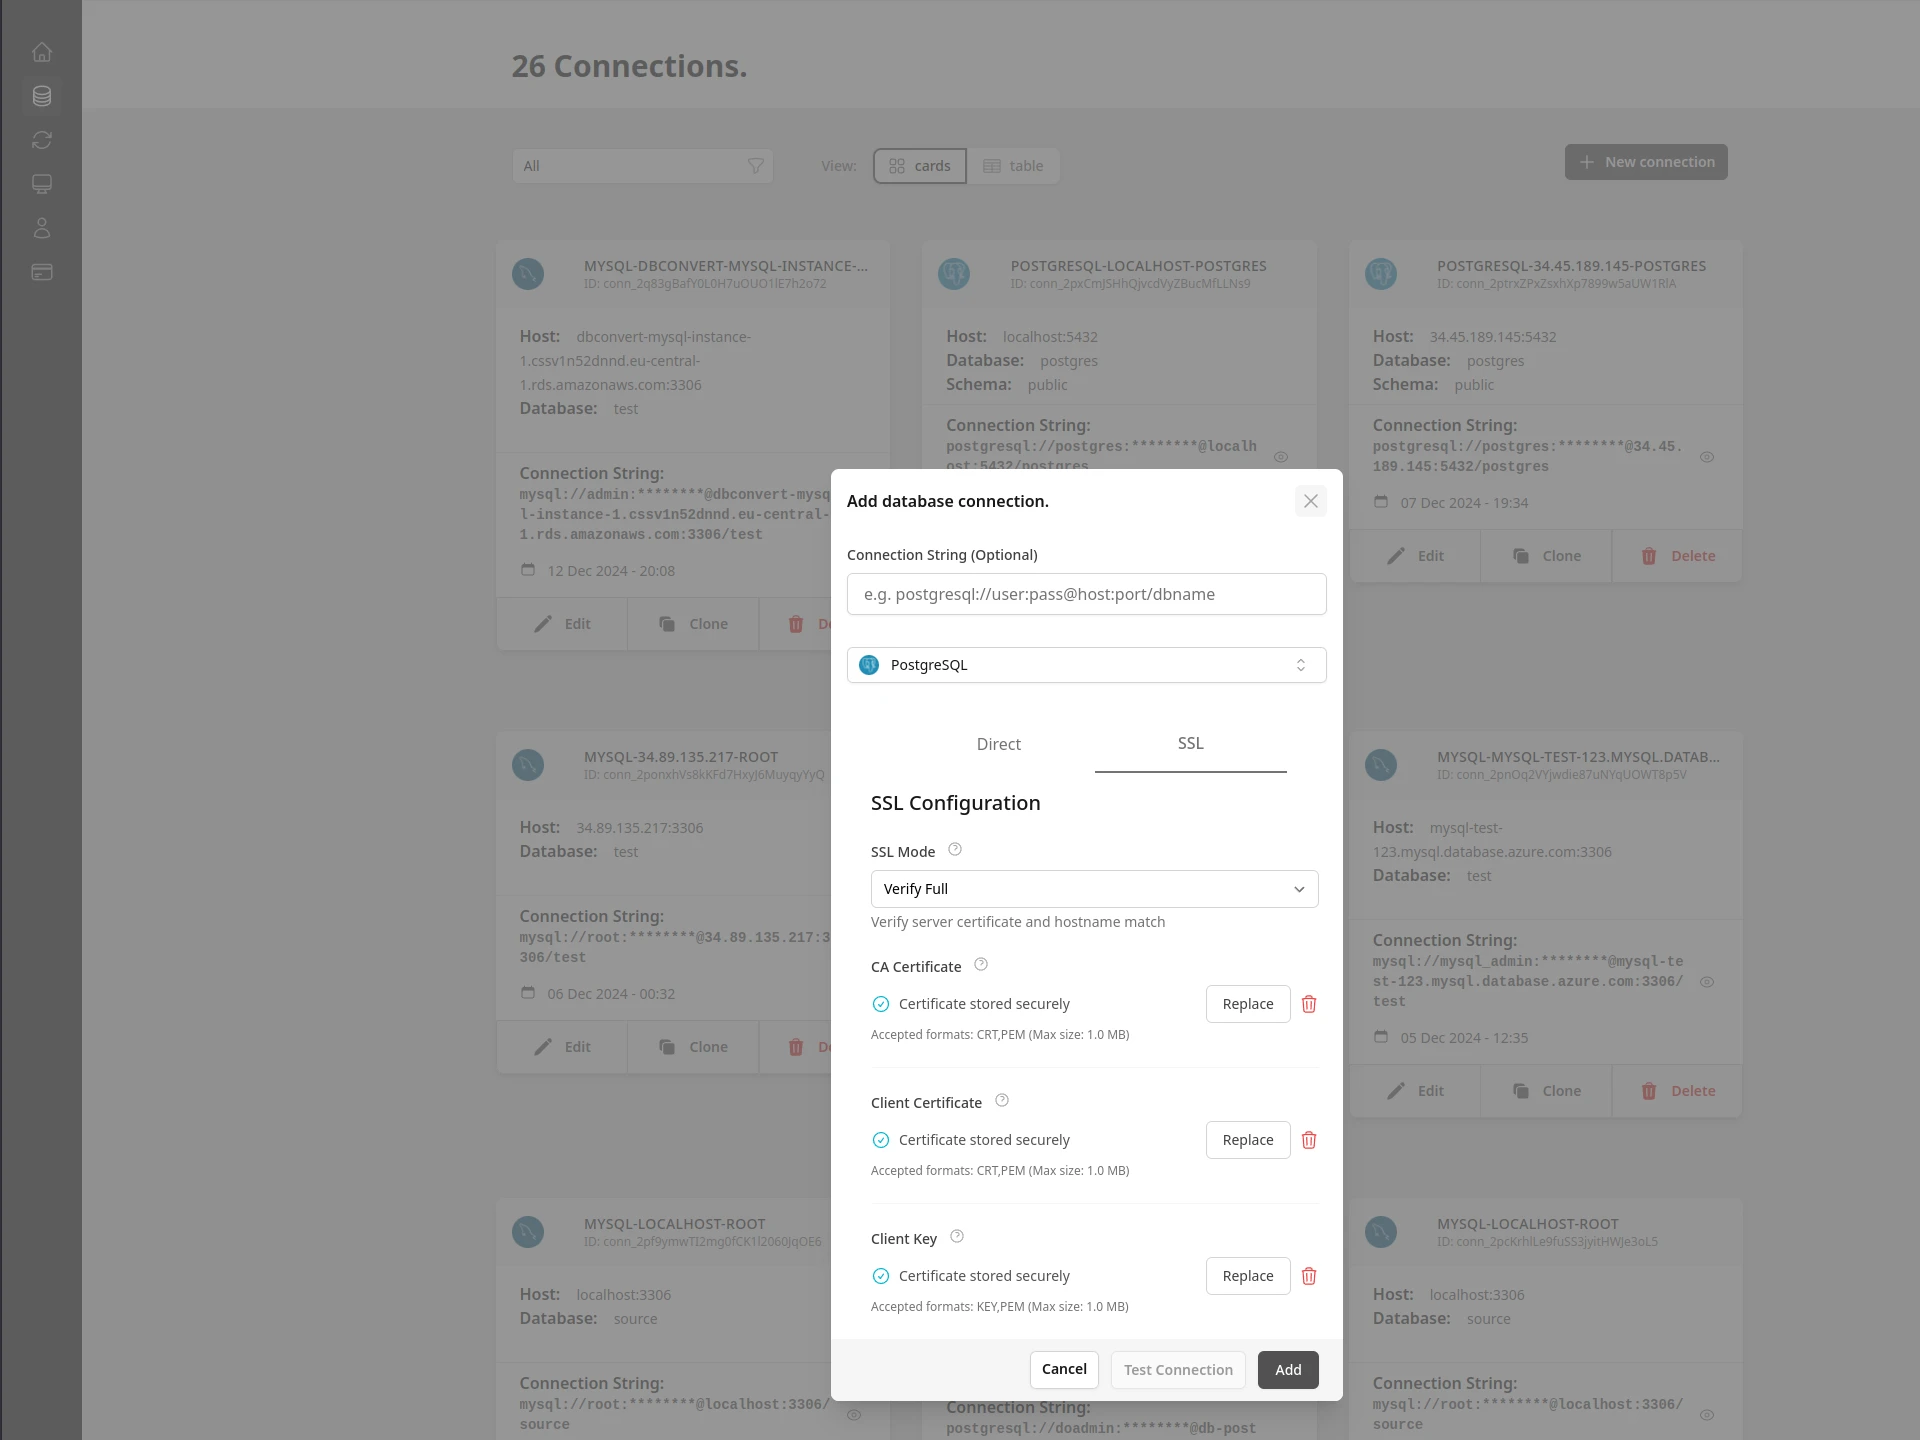 26 Connections.
All
View:
cards
table
New connection
MYSQL-DBCONVERT-MYSQL-INSTANCE-...
ID: conn_2q83gBafY0L0H7uOUO1lE7h2o72
Host: dbconvert-mysql-instance-
1.cssv1n52dnnd.eu-central-
1.rds.amazonaws.com:3306
Database: test
Connection String:
mysql://admin:********@dbconvert-mysq
l-instance-1.cssv1n52dnnd.eu-central-
1.rds.amazonaws.com:3306/test
12 Dec 2024 - 20:08
Edit
Clone
De
POSTGRESQL-LOCALHOST-POSTGRES
ID: conn_2pxCmJSHhQjvcdVyZBucMfLLNs9
Host: localhost:5432
Database: postgres
Schema: public
Connection String:
postgresql://postgres:********@localh
ost:5432/postgres
POSTGRESQL-34.45.189.145-POSTGRES
ID: conn_2ptrxZPxZsxhXp7899w5aUW1RlA
Host: 34.45.189.145:5432
Database: postgres
Schema: public
Connection String:
postgresql://postgres:********@34.45.
189.145:5432/postgres
07 Dec 2024 - 19:34
Edit
Clone
Delete
Add database connection.
Connection String (Optional)
e.g. postgresql://user:pass@host:port/dbname
PostgreSQL
Direct
SSL
SSL Configuration
SSL Mode
Verify Full
Verify server certificate and hostname match
CA Certificate
Certificate stored securely
Replace
Accepted formats: CRT,PEM (Max size: 1.0 MB)
Client Certificate
Certificate stored securely
Replace
Accepted formats: CRT,PEM (Max size: 1.0 MB)
Client Key
Certificate stored securely
Replace
Accepted formats: KEY,PEM (Max size: 1.0 MB)
Cancel
Test Connection
Add
MYSQL-34.89.135.217-ROOT
ID: conn_2ponxhVs8kKFd7HxyJ6MuyqyYyQ
Host: 34.89.135.217:3306
Database: test
Connection String:
mysql://root:********@34.89.135.217:3
306/test
06 Dec 2024 - 00:32
Edit
Clone
De
MYSQL-MYSQL-TEST-123.MYSQL.DATAB...
ID: conn_2pnOq2VYjwdie87uNYqUOWT8p5V
Host: mysql-test-
123.mysql.database.azure.com:3306
Database: test
Connection String:
mysql://mysql_admin:********@mysql-te
st-123.mysql.database.azure.com:3306/
test
05 Dec 2024 - 12:35
Edit
Clone
Delete
MYSQL-LOCALHOST-ROOT
ID: conn_2pf9ymwTI2mg0fCK1l2060JqOE6
Host: localhost:3306
Database: source
Connection String:
mysql://root:********@localhost:3306/
source
Connection String:
postgresql://doadmin:********@db-post
MYSQL-LOCALHOST-ROOT
ID: conn_2pcKrhlLe9fuSS3jyitHWJe3oL5
Host: localhost:3306
Database: source
Connection String:
mysql://root:********@localhost:3306/
source